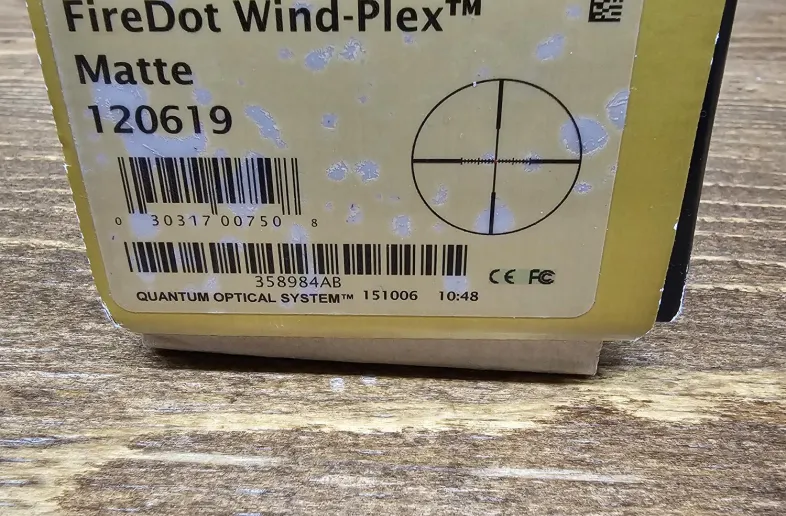 FireDot Wind-Plex™
Matte
120619
0 30317 00750 8
358984AB
CE FC
QUANTUM OPTICAL SYSTEM™ 151006 10:48